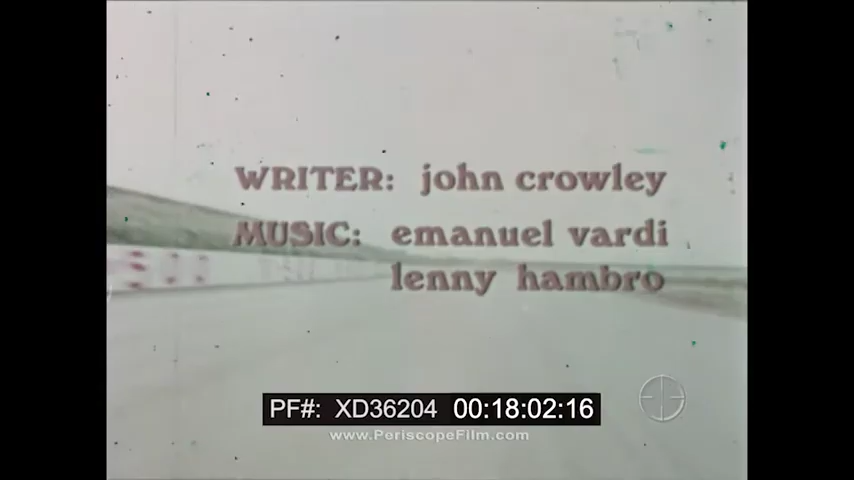 WRITER: john crowley
MUSIC: emanuel vardi
lenny hambro
PF#: XD36204 00:18:02:16
www.PeriscopeFilm.com